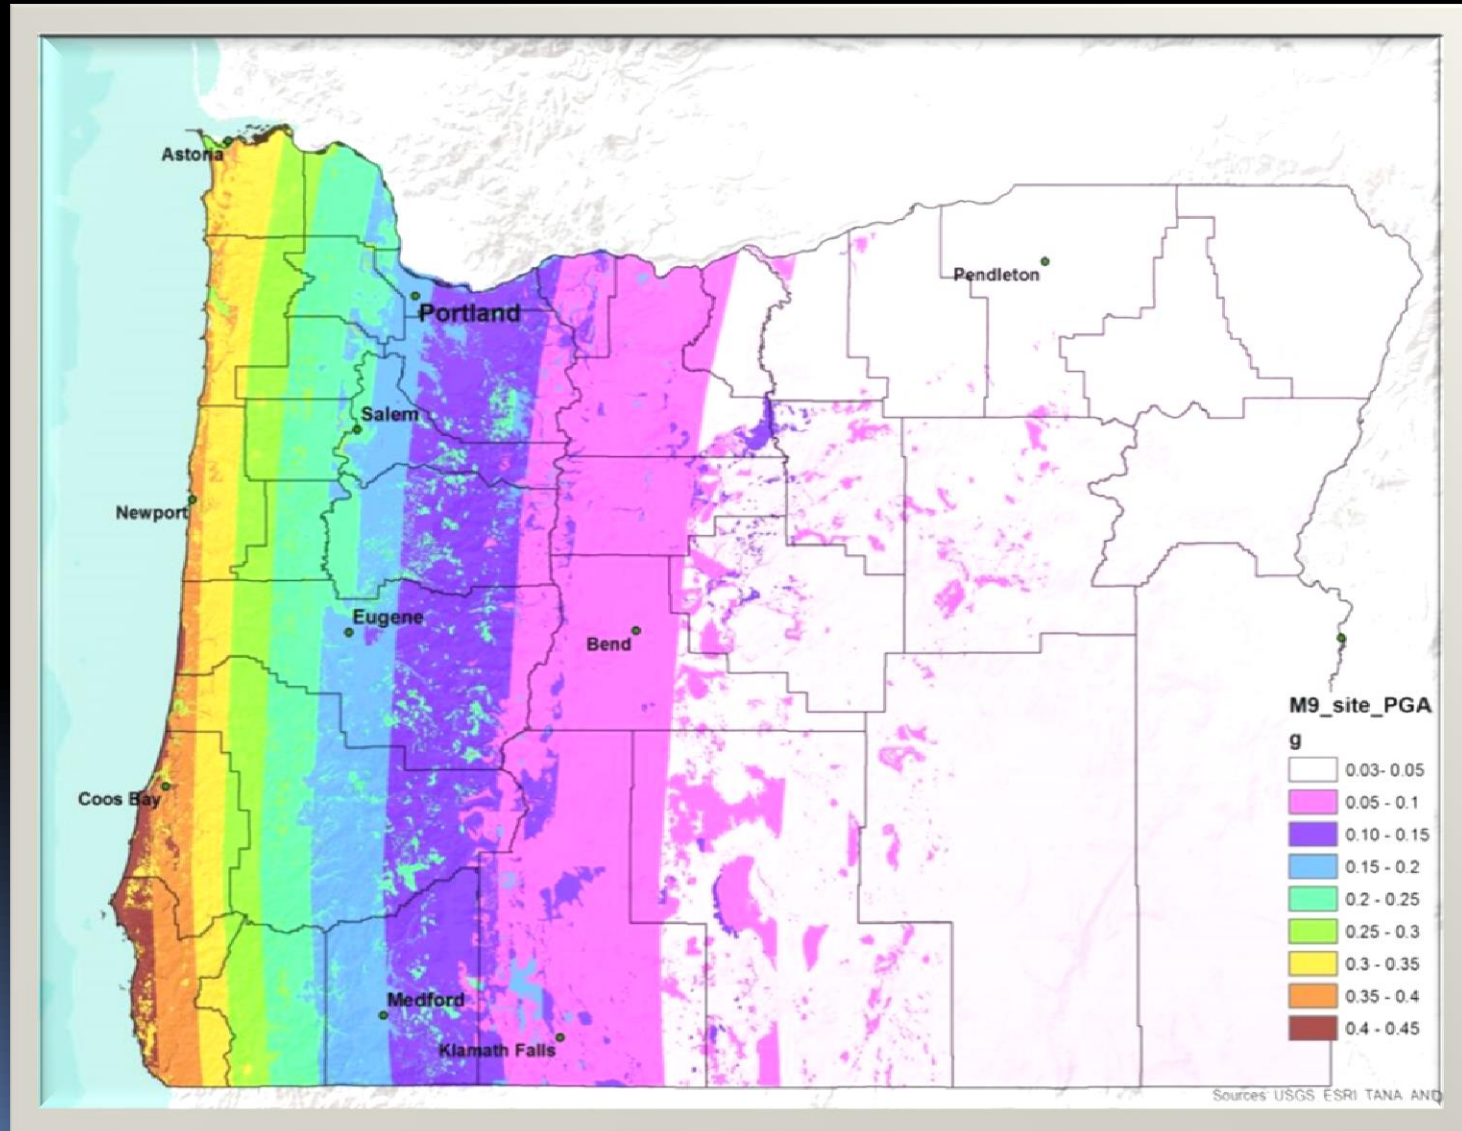 Astoria
Pendleton
Portland
Salem
Newport
Eugene
Bend
Coos Bay
Medford
Klamath Falls
M9_site_PGA
g
0.03- 0.05
0.05 - 0.1
0.10 - 0.15
0.15 - 0.2
0.2 - 0.25
0.25 - 0.3
0.3 - 0.35
0.35 - 0.4
0.4 - 0.45
Sources: USGS ESRI TANA AND